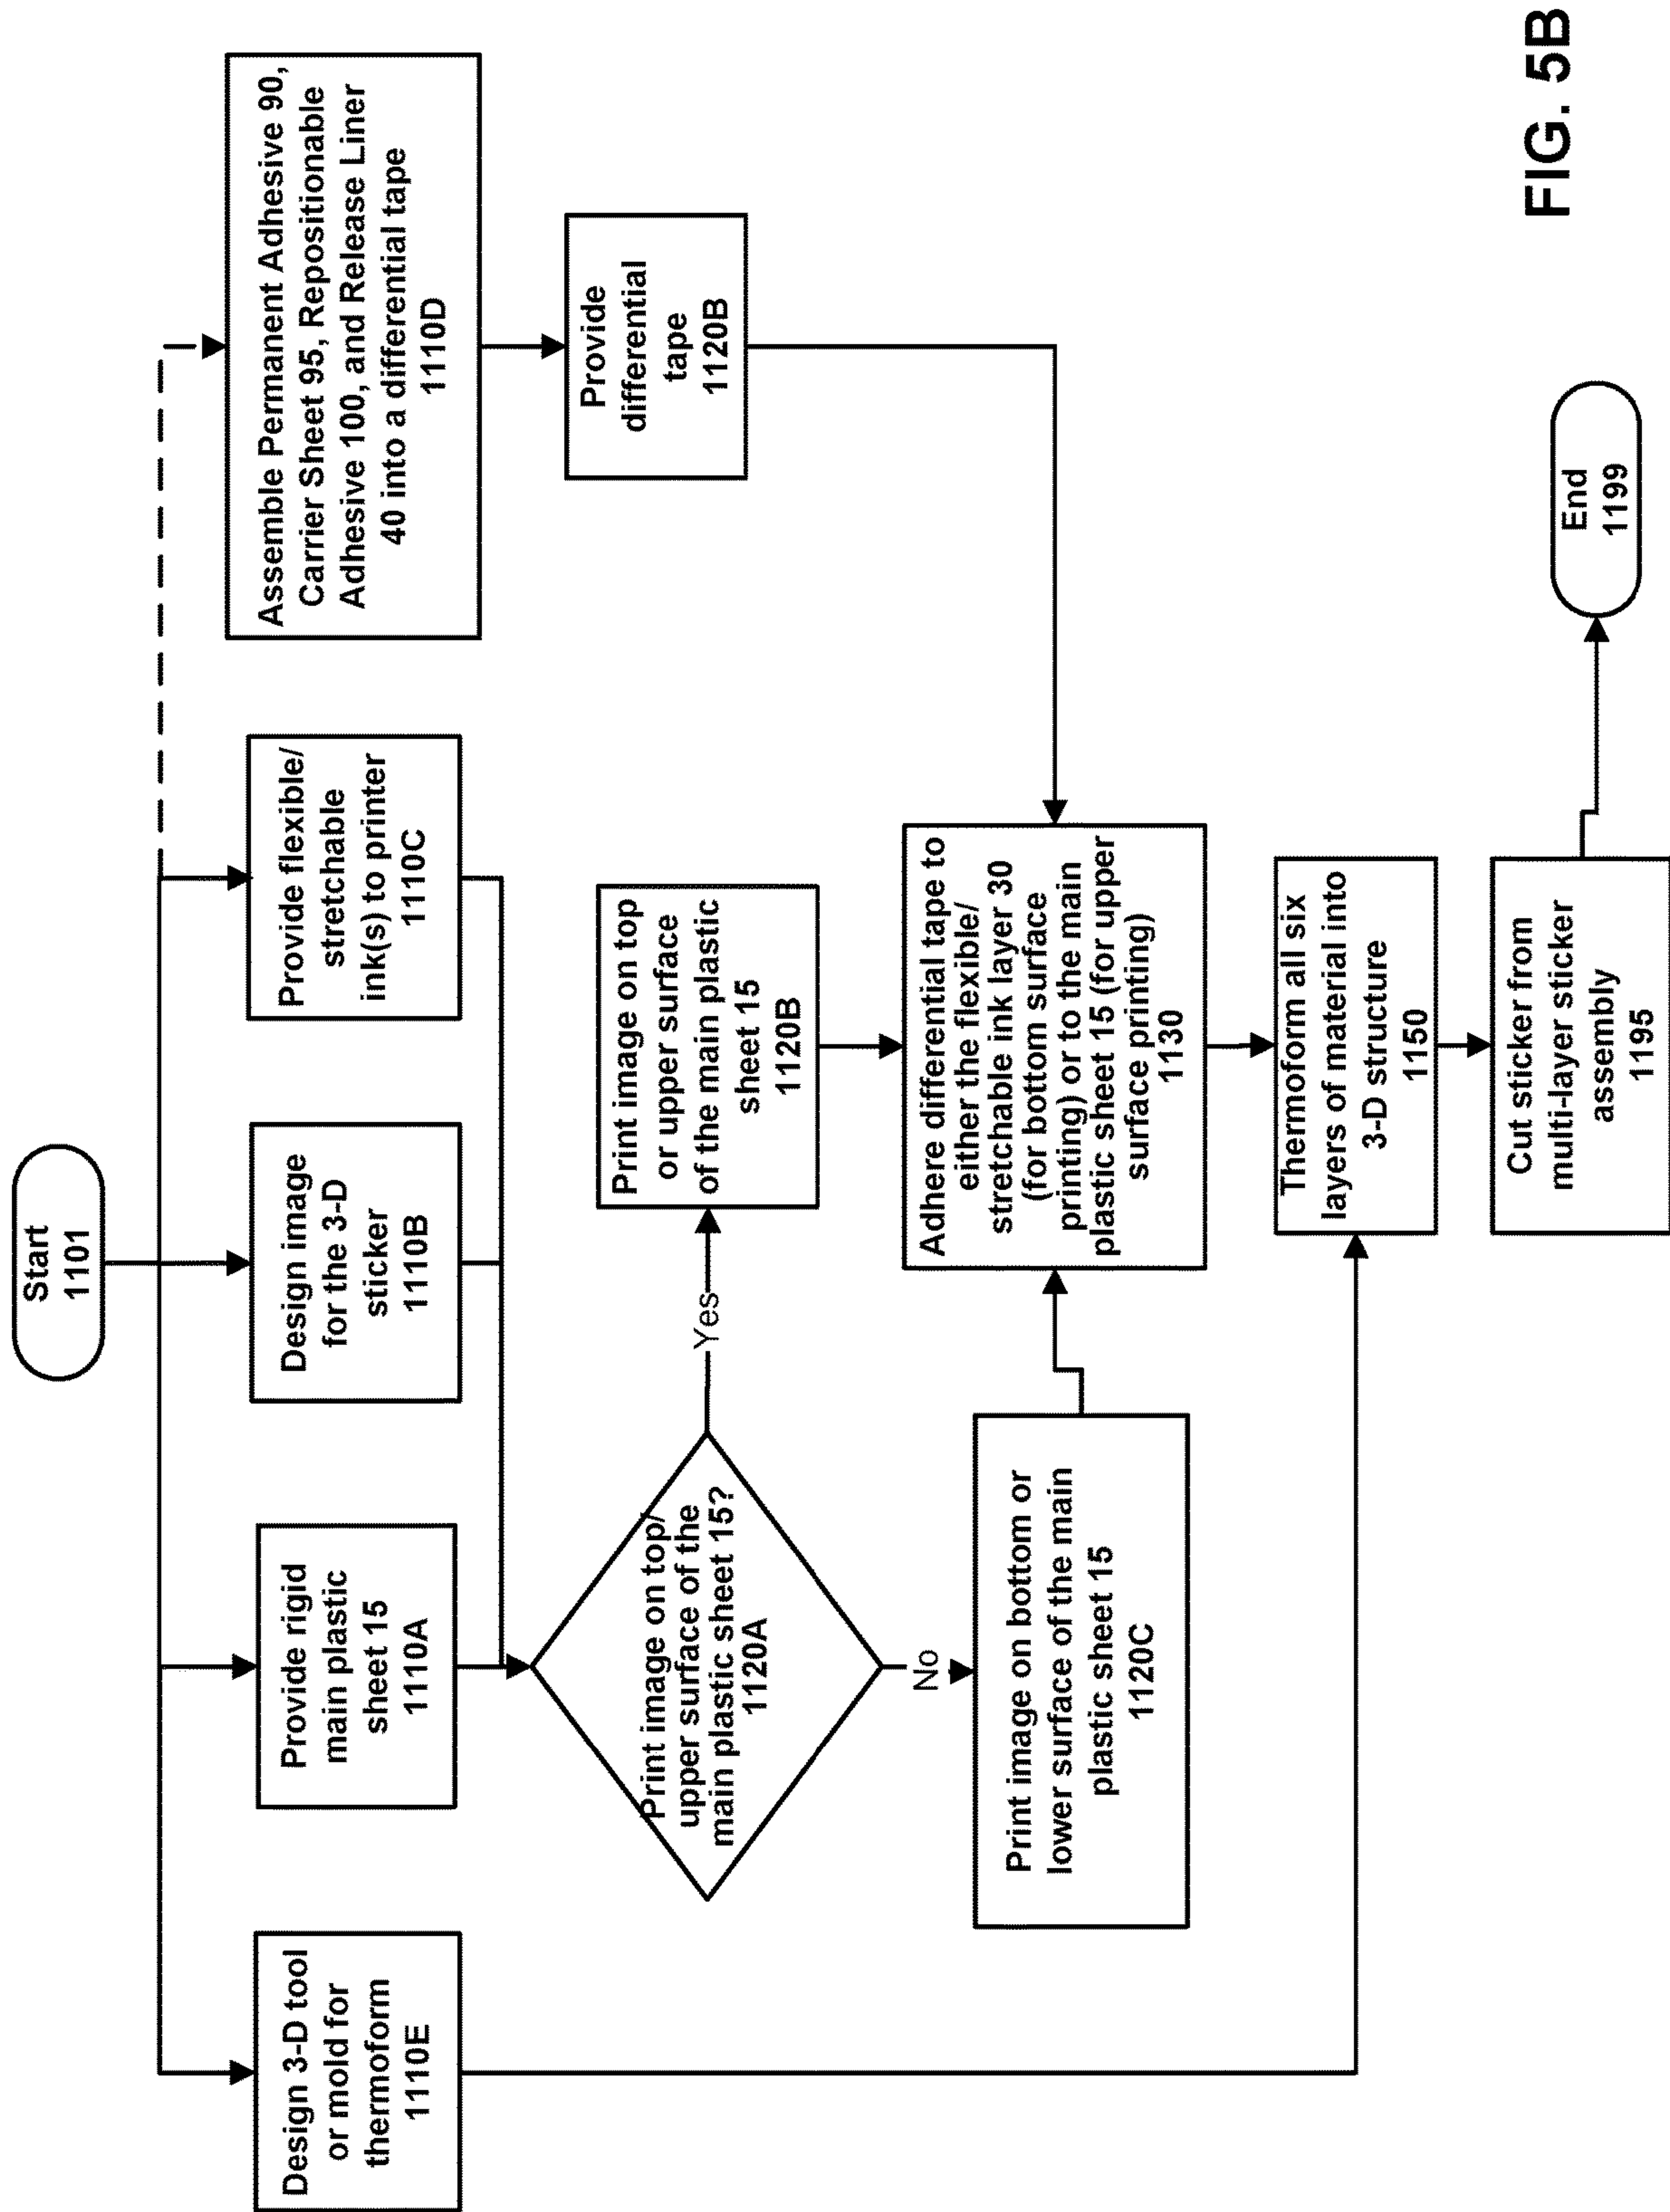 Start
1101
Design 3-D tool
or mold for
thermoform
1110E
Provide rigid
main plastic
sheet 15
1110A
Design image
for the 3-D
sticker
1110B
Provide flexible/
stretchable
ink(s) to printer
1110C
Assemble Permanent Adhesive 90,
Carrier Sheet 95, Repositionable
Adhesive 100, and Release Liner
40 into a differential tape
1110D
Provide
differential
tape
1120B
Print image on top/
upper surface of the
main plastic sheet 15?
1120A
Yes
No
Print image on top
or upper surface
of the main plastic
sheet 15
1120B
Print image on bottom or
lower surface of the main
plastic sheet 15
1120C
Adhere differential tape to
either the flexible/
stretchable ink layer 30
(for bottom surface
printing) or to the main
plastic sheet 15 (for upper
surface printing)
1130
Thermoform all six
layers of material into
3-D structure
1150
Cut sticker from
multi-layer sticker
assembly
1195
End
1199
FIG. 5B